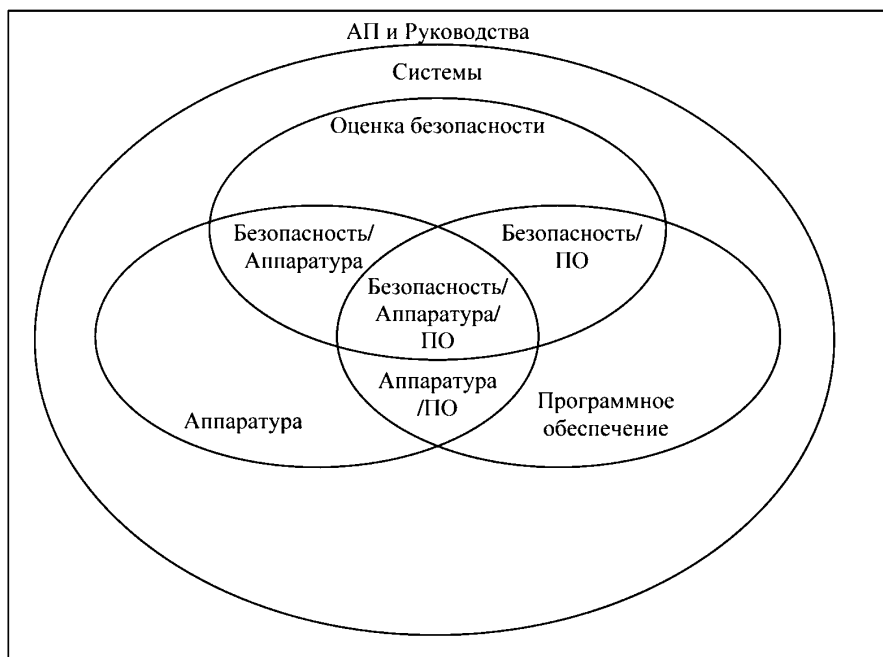 АП и Руководства
Системы
Оценка безопасности
Безопасность/
Аппаратура
Безопасность/
ПО
Безопасность/
Аппаратура/
ПО
Аппаратура
/ПО
Аппаратура
Программное
обеспечение